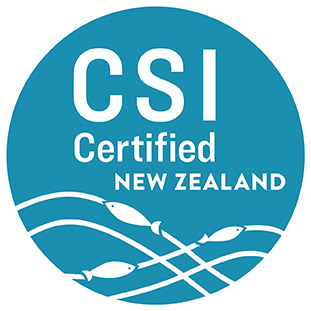 CSI
Certified
NEW ZEALAND